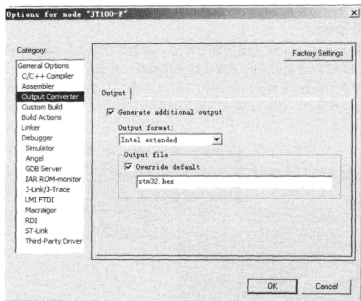 Options for node "JY100-F"
Category:
Factory Settings
General Options
C/C++ Compiler
Assembler
Output Converter
Custom Build
Build Actions
Linker
Debugger
Simulator
Angel
GDB Server
IAR ROM-monitor
J-Link/J-Trace
LMI FTDI
Macraigor
RDI
ST-Link
Third-Party Driver
Output
Generate additional output
Output format:
Intel extended
Output file
Override default
stm32.hex
OK
Cancel